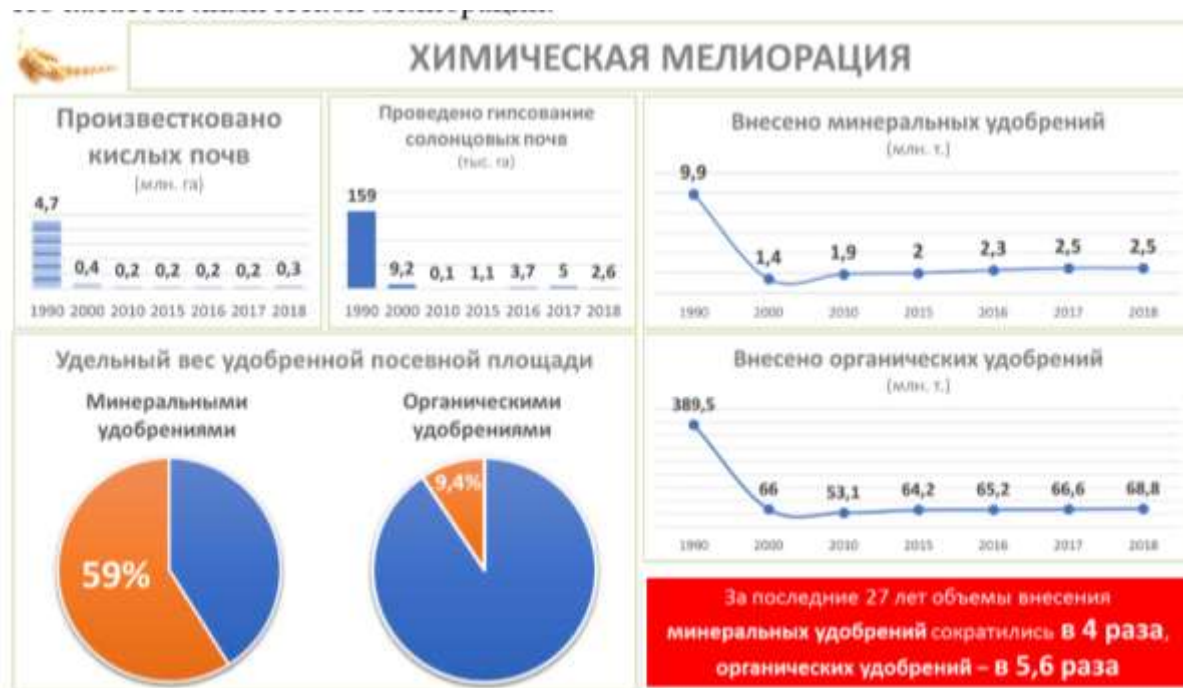 ХИМИЧЕСКАЯ МЕЛИОРАЦИЯ
Произвестковано
кислых почв
(млн. га)
4,7
0,4 0,2 0,2 0,2 0,2 0,3
1990 2000 2010 2015 2016 2017 2018
Проведено гипсование
солонцовых почв
(тыс. га)
159
9,2 0,1 1,1 3,7 5 2,6
1990 2000 2010 2015 2016 2017 2018
Внесено минеральных удобрений
(млн. т.)
9,9
1,4 1,9 2 2,3 2,5 2,5
1990 2000 2010 2015 2016 2017 2018
Удельный вес удобренной посевной площади
Минеральными
удобрениями
59%
Органическими
удобрениями
9,4%
Внесено органических удобрений
(млн. т.)
389,5
66 53,1 64,2 65,2 66,6 68,8
1990 2000 2010 2015 2016 2017 2018
За последние 27 лет объемы внесения
минеральных удобрений сократились в 4 раза,
органических удобрений – в 5,6 раза